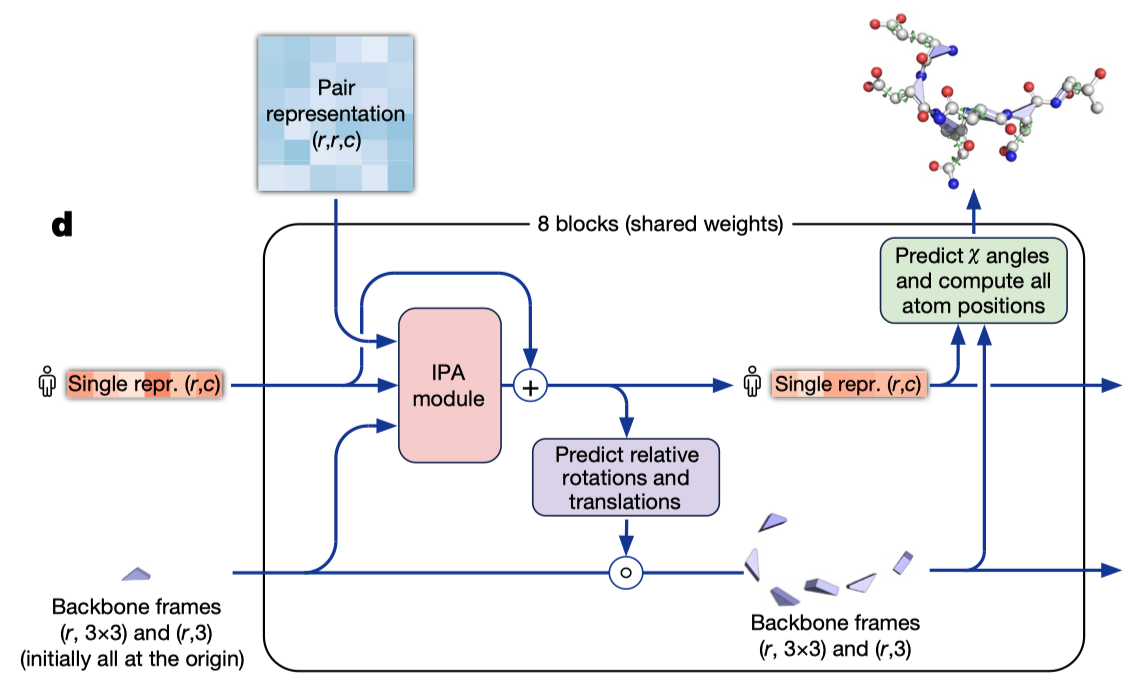 Pair
representation
(r,r,c)
d
8 blocks (shared weights)
Predict χ angles
and compute all
atom positions
IPA
module
Single repr. (r,c)
+
Single repr. (r,c)
Predict relative
rotations and
translations
Backbone frames
(r, 3×3) and (r,3)
(initially all at the origin)
Backbone frames
(r, 3×3) and (r,3)